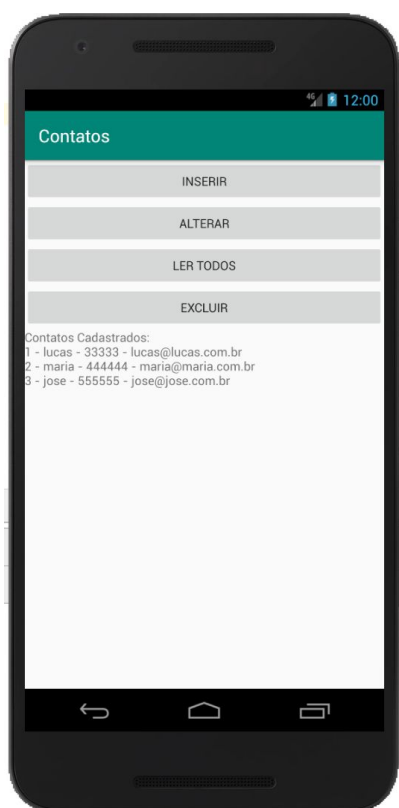 4G 12:00
Contatos
INSERIR
ALTERAR
LER TODOS
EXCLUIR
Contatos Cadastrados:
1 - lucas - 33333 - lucas@lucas.com.br
2 - maria - 444444 - maria@maria.com.br
3 - jose - 555555 - jose@jose.com.br